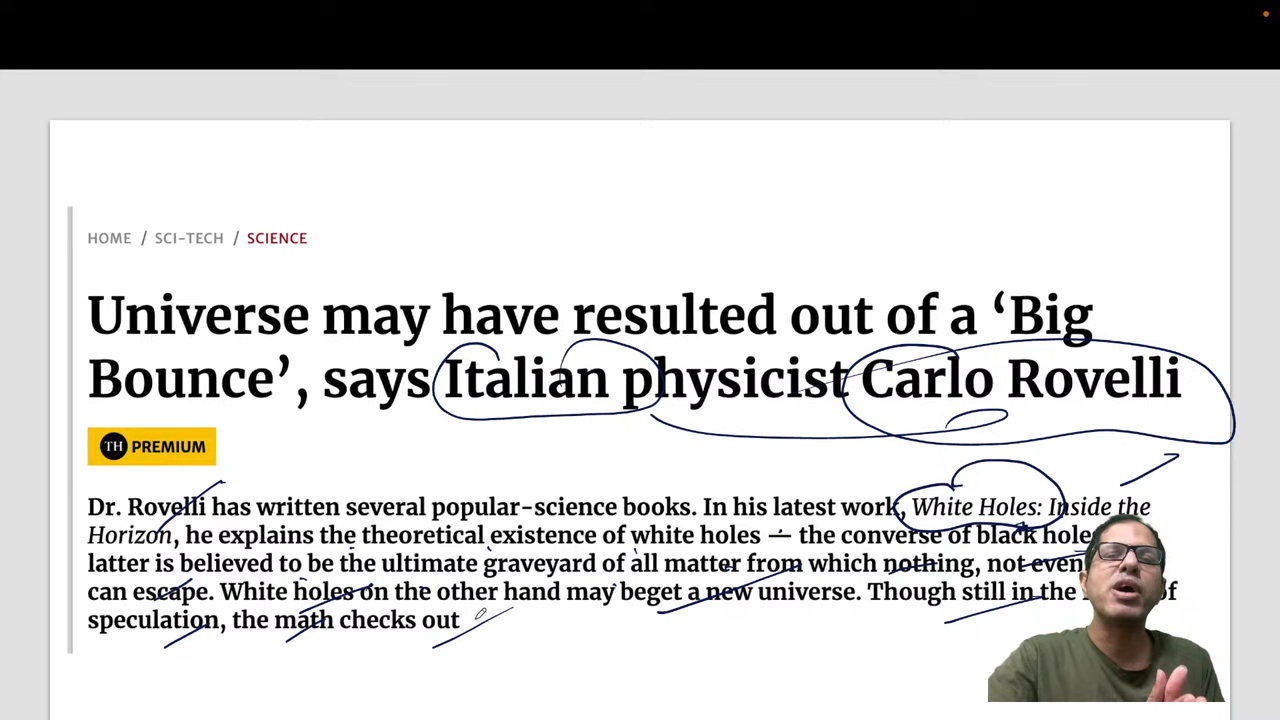 HOME / SCI-TECH / SCIENCE
Universe may have resulted out of a ‘Big
Bounce’, says Italian physicist Carlo Rovelli
TH PREMIUM
Dr. Rovelli has written several popular-science books. In his latest work, White Holes: Inside the
Horizon, he explains the theoretical existence of white holes — the converse of black hole
latter is believed to be the ultimate graveyard of all matter from which nothing, not even
can escape. White holes on the other hand may beget a new universe. Though still in the of
speculation, the math checks out